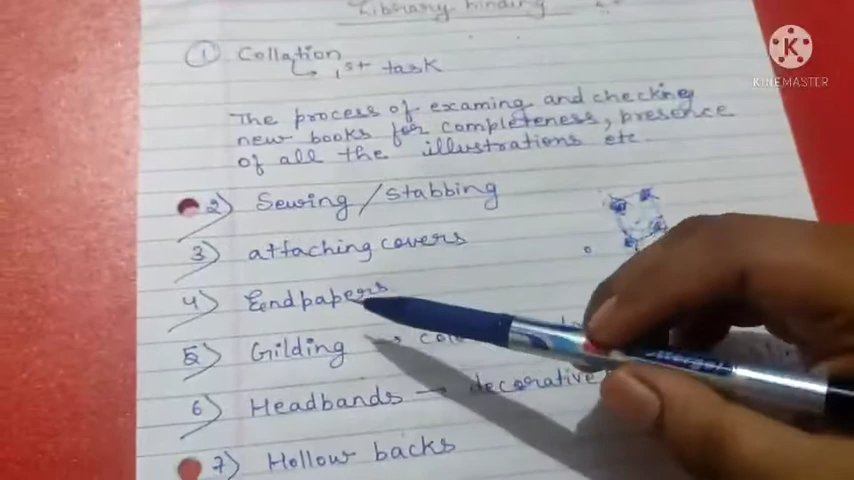 Library binding
① Collation
↳ 1st task
The process of examing and checking
new books for completeness, presence
of all the illustrations etc.
2) Sewing / stabbing
3) attaching covers
4) Endpapers
5) Gilding →
6) Headbands → decorative
7) Hollow backs
K
KINEMASTER